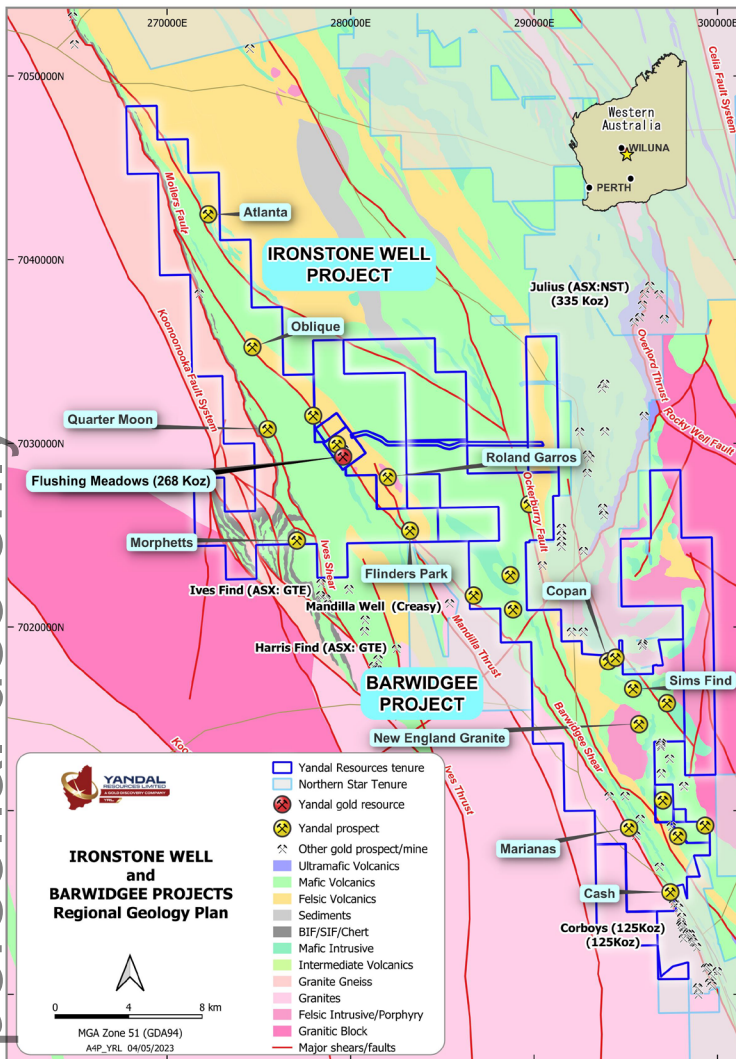 270000E
280000E
290000E
300000E
7050000N
7040000N
7030000N
7020000N
Celia Fault System
Western
Australia
WILUNA
PERTH
Moilers Fault
Atlanta
IRONSTONE WELL
PROJECT
Julius (ASX:NST)
(335 Koz)
Oblique
Koonoonooka Fault System
Overlord Thrust
Rocky Well Fault
Quarter Moon
Roland Garros
Flushing Meadows (268 Koz)
Ockerburry Fault
Morphetts
Ives Shear
Flinders Park
Ives Find (ASX: GTE)
Mandilla Well (Creasy)
Copan
Mandilla Thrust
Harris Find (ASX: GTE)
BARWIDGEE
PROJECT
Sims Find
New England Granite
Barwidgee Shear
Ives Thrust
Marianas
Cash
Corboys (125Koz)
(125Koz)
YANDAL
RESOURCES LIMITED
A GOLD DISCOVERY COMPANY
YRL
IRONSTONE WELL
and
BARWIDGEE PROJECTS
Regional Geology Plan
0 4 8 km
MGA Zone 51 (GDA94)
A4P_YRL 04/05/2023
Yandal Resources tenure
Northern Star Tenure
Yandal gold resource
Yandal prospect
Other gold prospect/mine
Ultramafic Volcanics
Mafic Volcanics
Felsic Volcanics
Sediments
BIF/SIF/Chert
Mafic Intrusive
Intermediate Volcanics
Granite Gneiss
Granites
Felsic Intrusive/Porphyry
Granitic Block
Major shears/faults